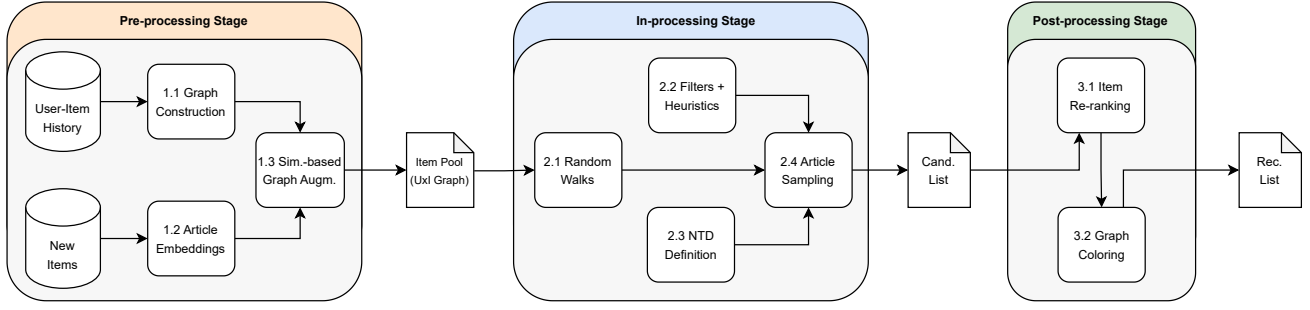 Pre-processing Stage
User-Item
History
1.1 Graph
Construction
1.3 Sim.-based
Graph Augm.
New
Items
1.2 Article
Embeddings
Item Pool
(UxI Graph)
In-processing Stage
2.1 Random
Walks
2.2 Filters +
Heuristics
2.3 NTD
Definition
2.4 Article
Sampling
Cand.
List
Post-processing Stage
3.1 Item
Re-ranking
3.2 Graph
Coloring
Rec.
List